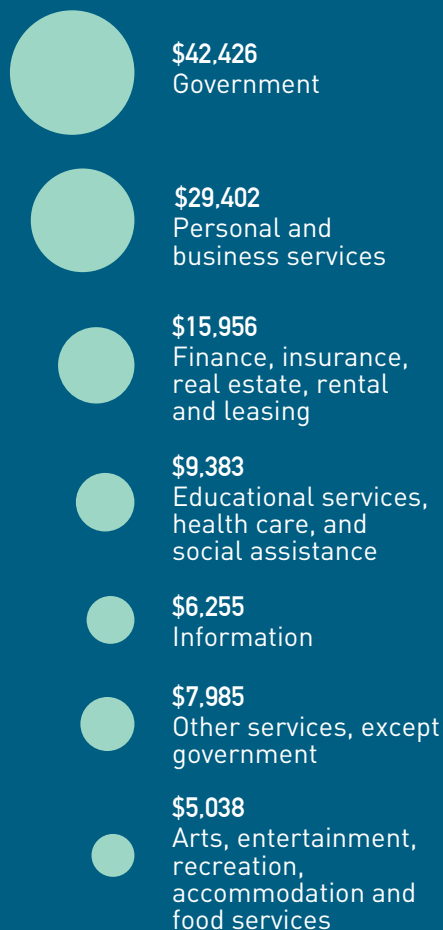 $42,426
Government
$29,402
Personal and
business services
$15,956
Finance, insurance,
real estate, rental
and leasing
$9,383
Educational services,
health care, and
social assistance
$6,255
Information
$7,985
Other services, except
government
$5,038
Arts, entertainment,
recreation,
accommodation and
food services